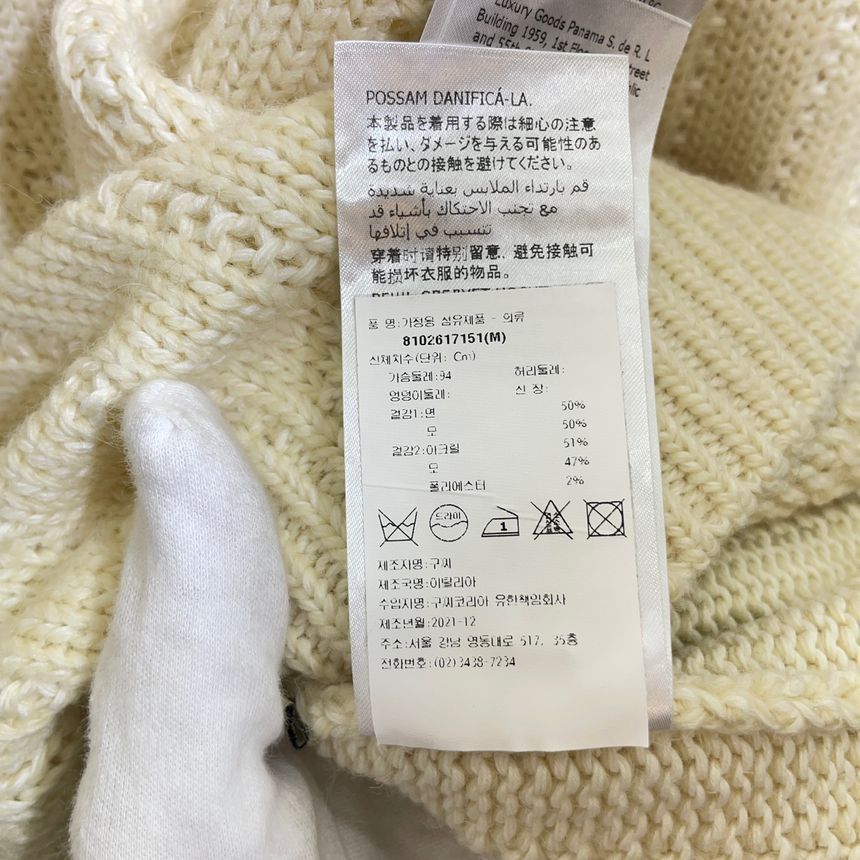 Luxury Goods Panama S. de R. L
Building 1959, 1st
and 55th
POSSAM DANIFICÁ-LA.
本製品を着用する際は細心の注意
を払い、ダメージを与える可能性のあ
るものとの接触を避けてください。
قم بارتداء الملابس بعناية شديدة
مع تجنب الاحتكاك بأشياء قد
تتسبب في إتلافها
穿着时请特别留意，避免接触可
能损坏衣服的物品。
품 명:가정용 섬유제품 - 의류
8102617151(M)
신체치수(단위: Cm)
가슴둘레:94 허리둘레:
엉덩이둘레: 신 장:
겉감1:면 50%
모 50%
겉감2:아크릴 51%
모 47%
폴리에스터 2%
드라이 1
제조자명:구찌
제조국명:이탈리아
수입자명:구찌코리아 유한책임회사
제조년월:2021-12
주소:서울 강남 영동대로 517, 35층
전화번호:(02)3438-7234